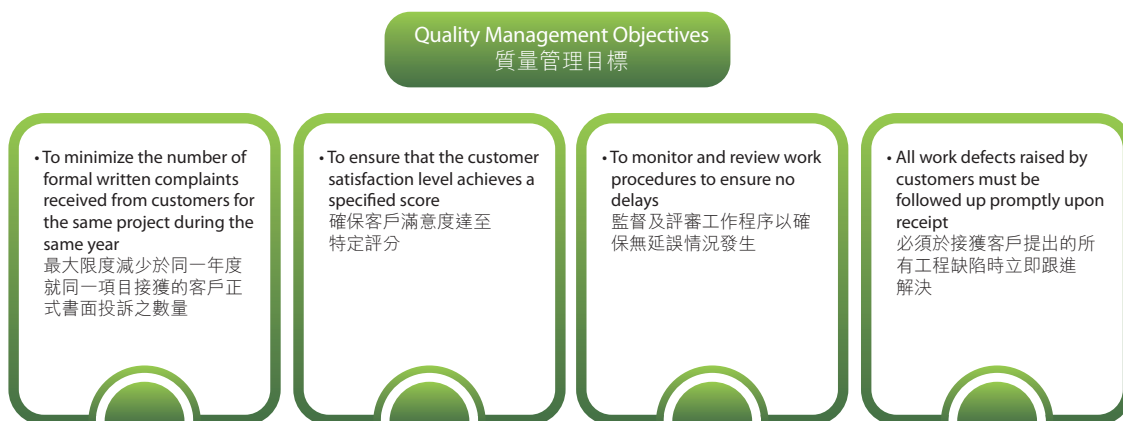 Quality Management Objectives
質量管理目標
• To minimize the number of
formal written complaints
received from customers for
the same project during the
same year
最大限度減少於同一年度
就同一項目接獲的客戶正
式書面投訴之數量
• To ensure that the customer
satisfaction level achieves a
specified score
確保客戶滿意度達至
特定評分
• To monitor and review work
procedures to ensure no
delays
監督及評審工作程序以確
保無延誤情況發生
• All work defects raised by
customers must be
followed up promptly upon
receipt
必須於接獲客戶提出的所
有工程缺陷時立即跟進
解決